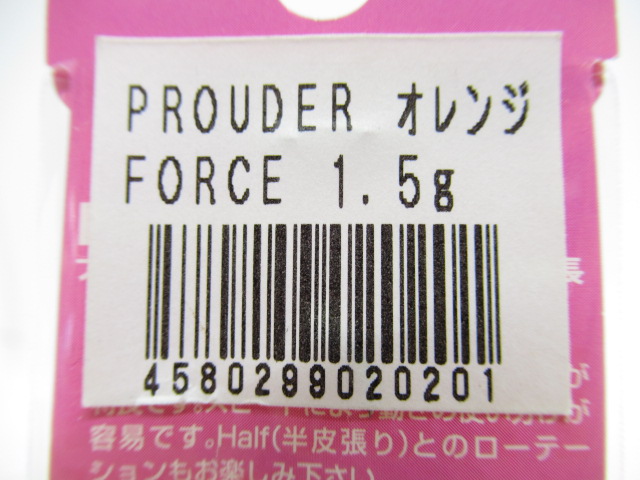 PROUDER オレンジ
FORCE 1.5g
4580299020201
容易です。Half(半皮張り)とのローテー
ションもお楽しみ下さい。